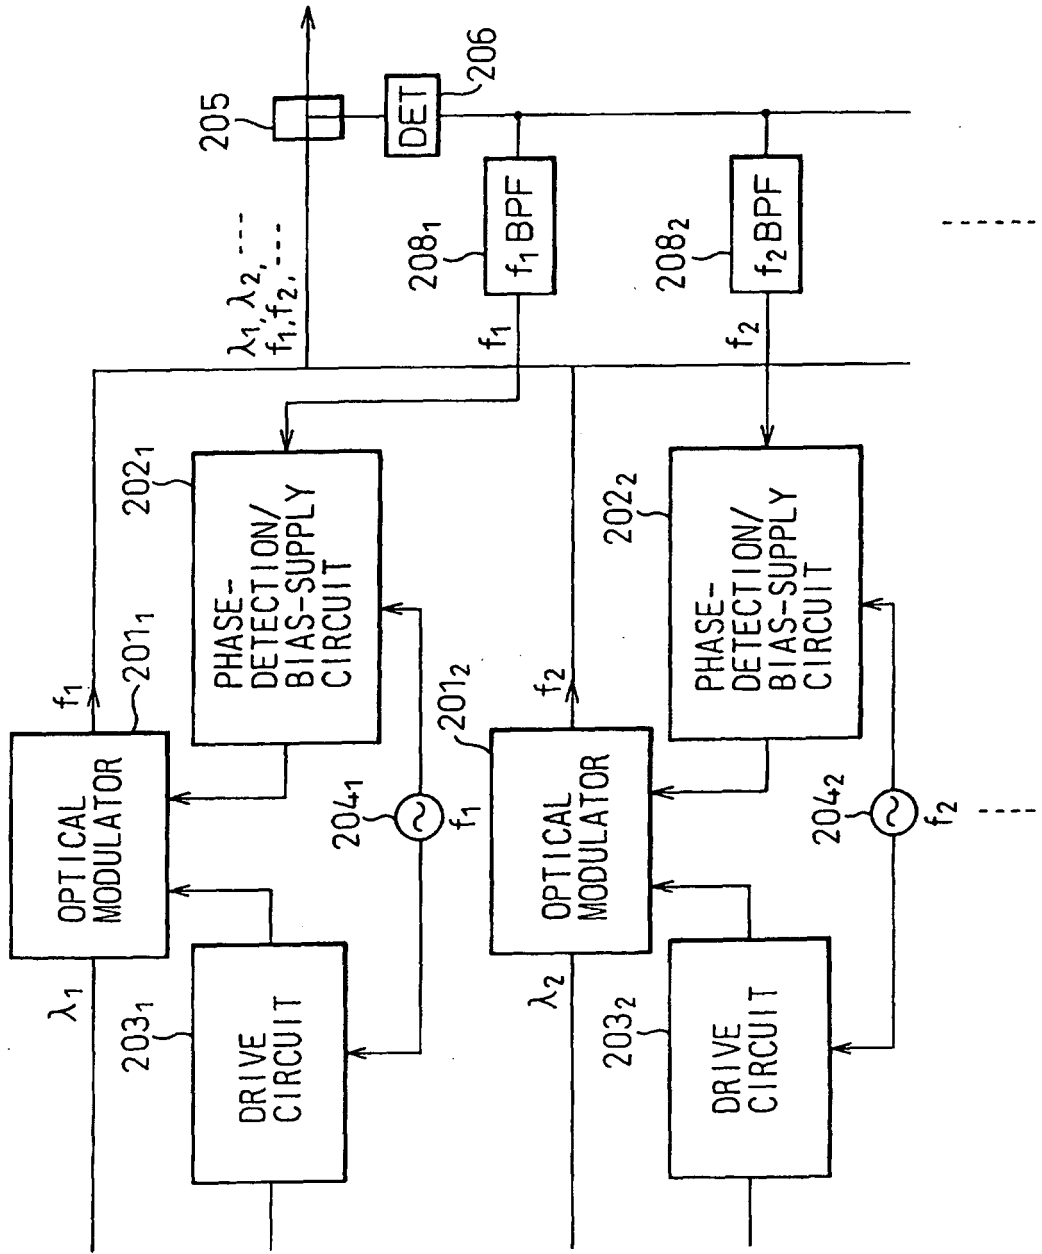 λ₁
OPTICAL
MODULATOR
f₁
201₁
203₁
DRIVE
CIRCUIT
204₁
f₁
202₁
PHASE-
DETECTION/
BIAS-SUPPLY
CIRCUIT
λ₁, λ₂, ----
f₁, f₂, ----
205
DET
206
208₁
f₁ BPF
f₁
λ₂
OPTICAL
MODULATOR
201₂
f₂
203₂
DRIVE
CIRCUIT
204₂
f₂
202₂
PHASE-
DETECTION/
BIAS-SUPPLY
CIRCUIT
208₂
f₂ BPF
f₂